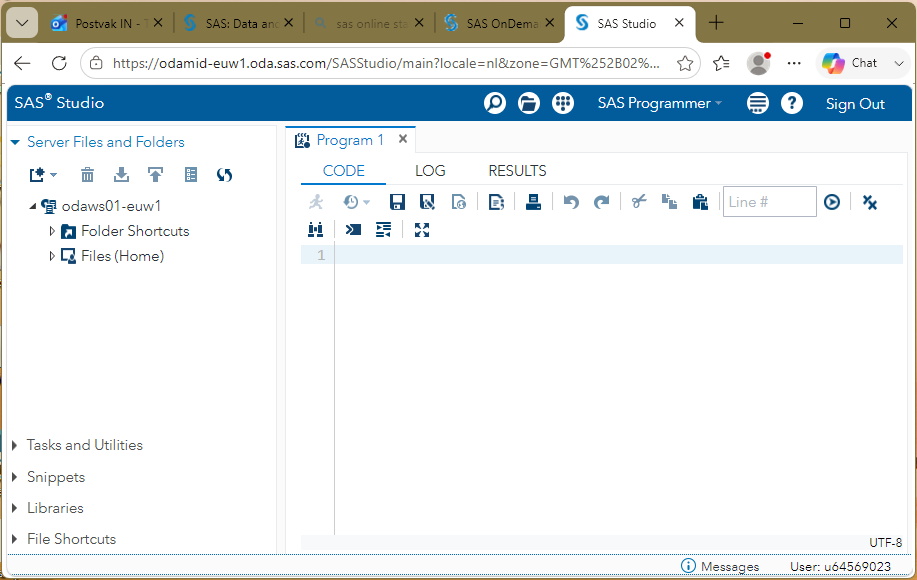 Postvak IN - T
SAS: Data and
sas online sta
SAS OnDema
SAS Studio
https://odamid-euw1.oda.sas.com/SASStudio/main?locale=nl&zone=GMT%252B02%...
Chat
SAS® Studio
SAS Programmer
Sign Out
Server Files and Folders
odaws01-euw1
Folder Shortcuts
Files (Home)
Tasks and Utilities
Snippets
Libraries
File Shortcuts
Program 1
CODE LOG RESULTS
Line #
1
UTF-8
Messages User: u64569023